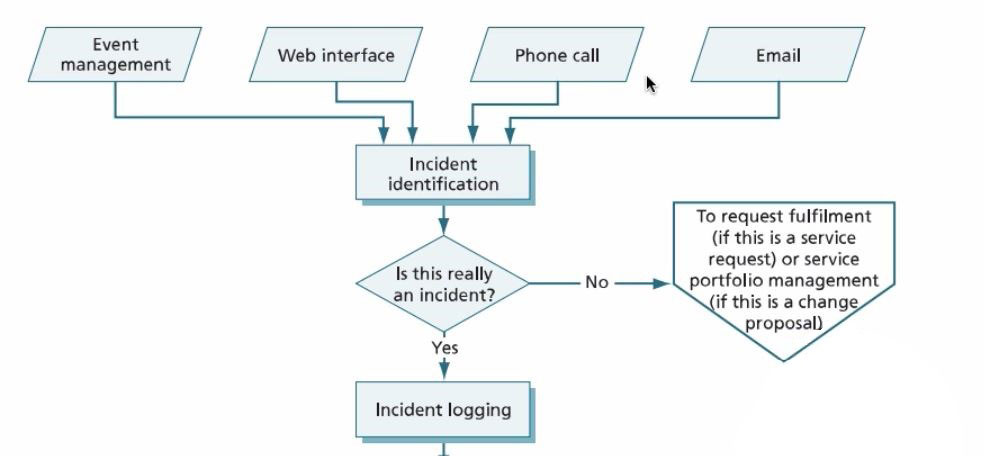 Event
management
Web interface
Phone call
Email
Incident
identification
To request fulfilment
(if this is a service
request) or service
portfolio management
(if this is a change
proposal)
Is this really
an incident?
No
Yes
Incident logging